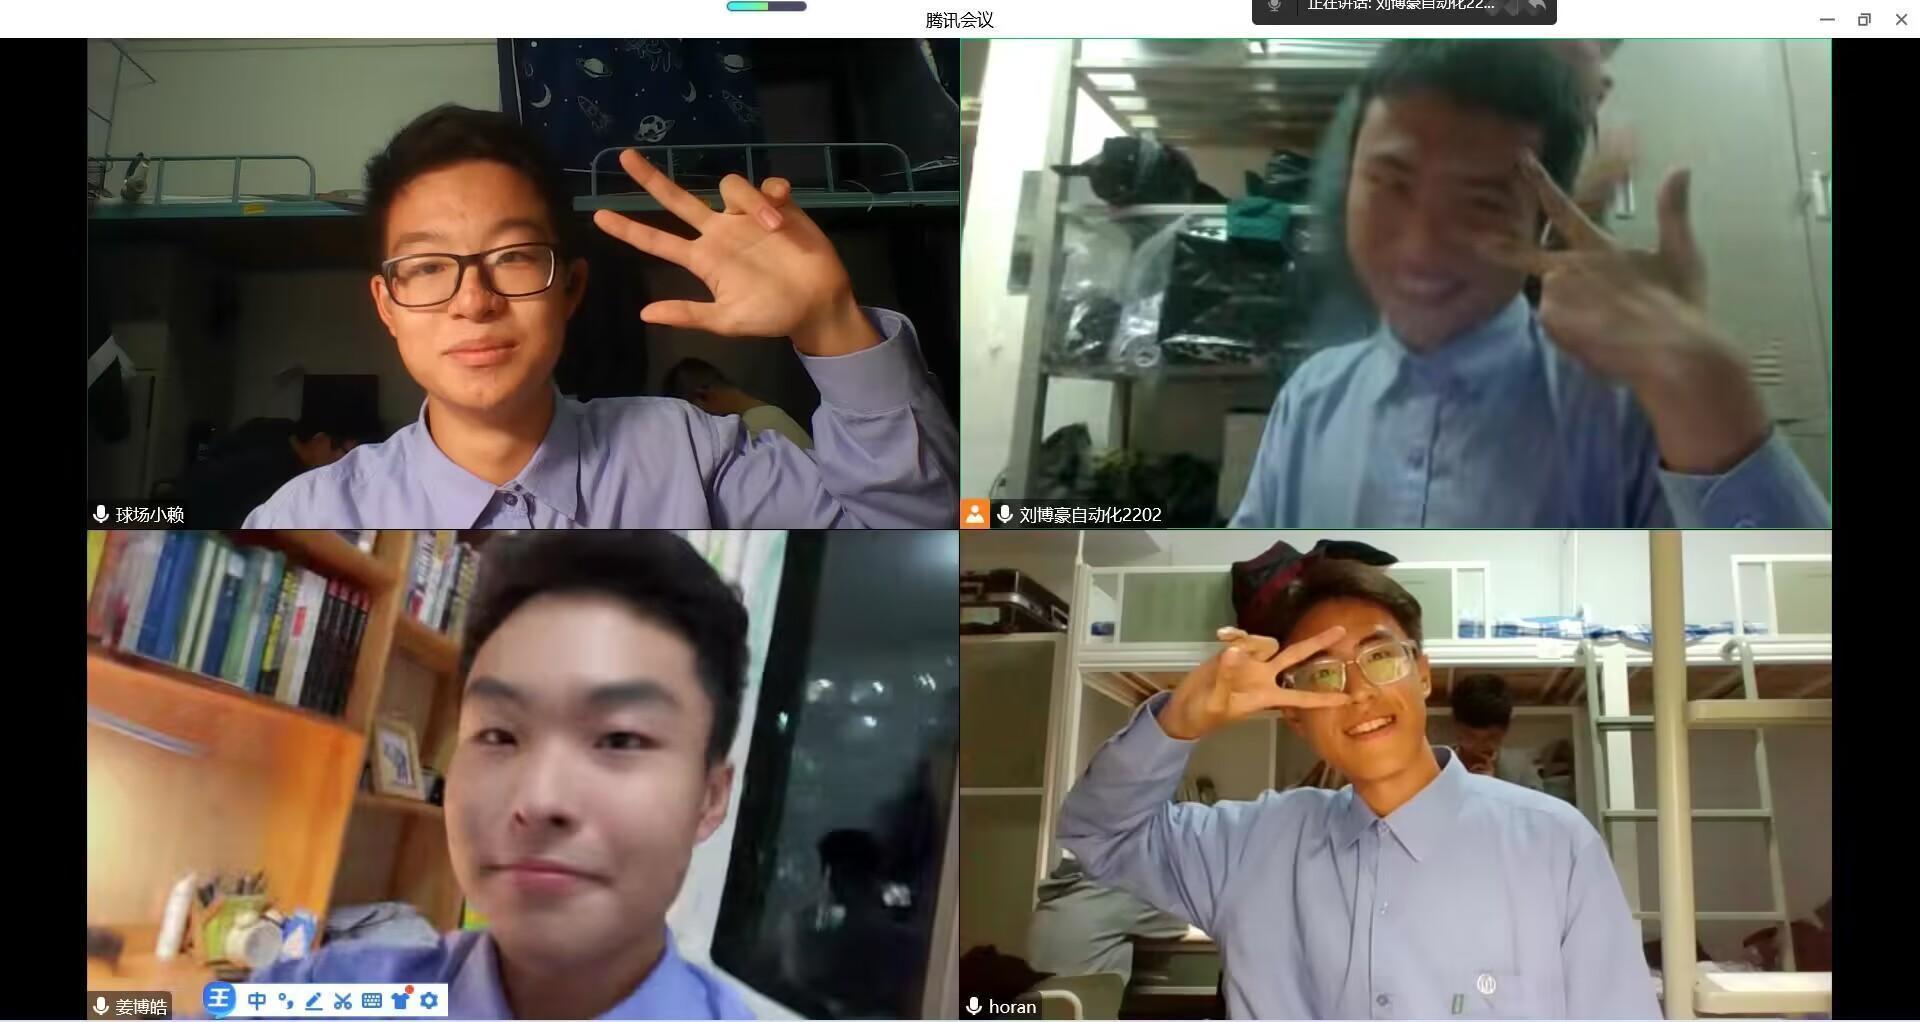 腾讯会议
正在讲话: 刘博豪自动化22...
球场小赖
刘博豪自动化2202
姜博皓
王 中
horan